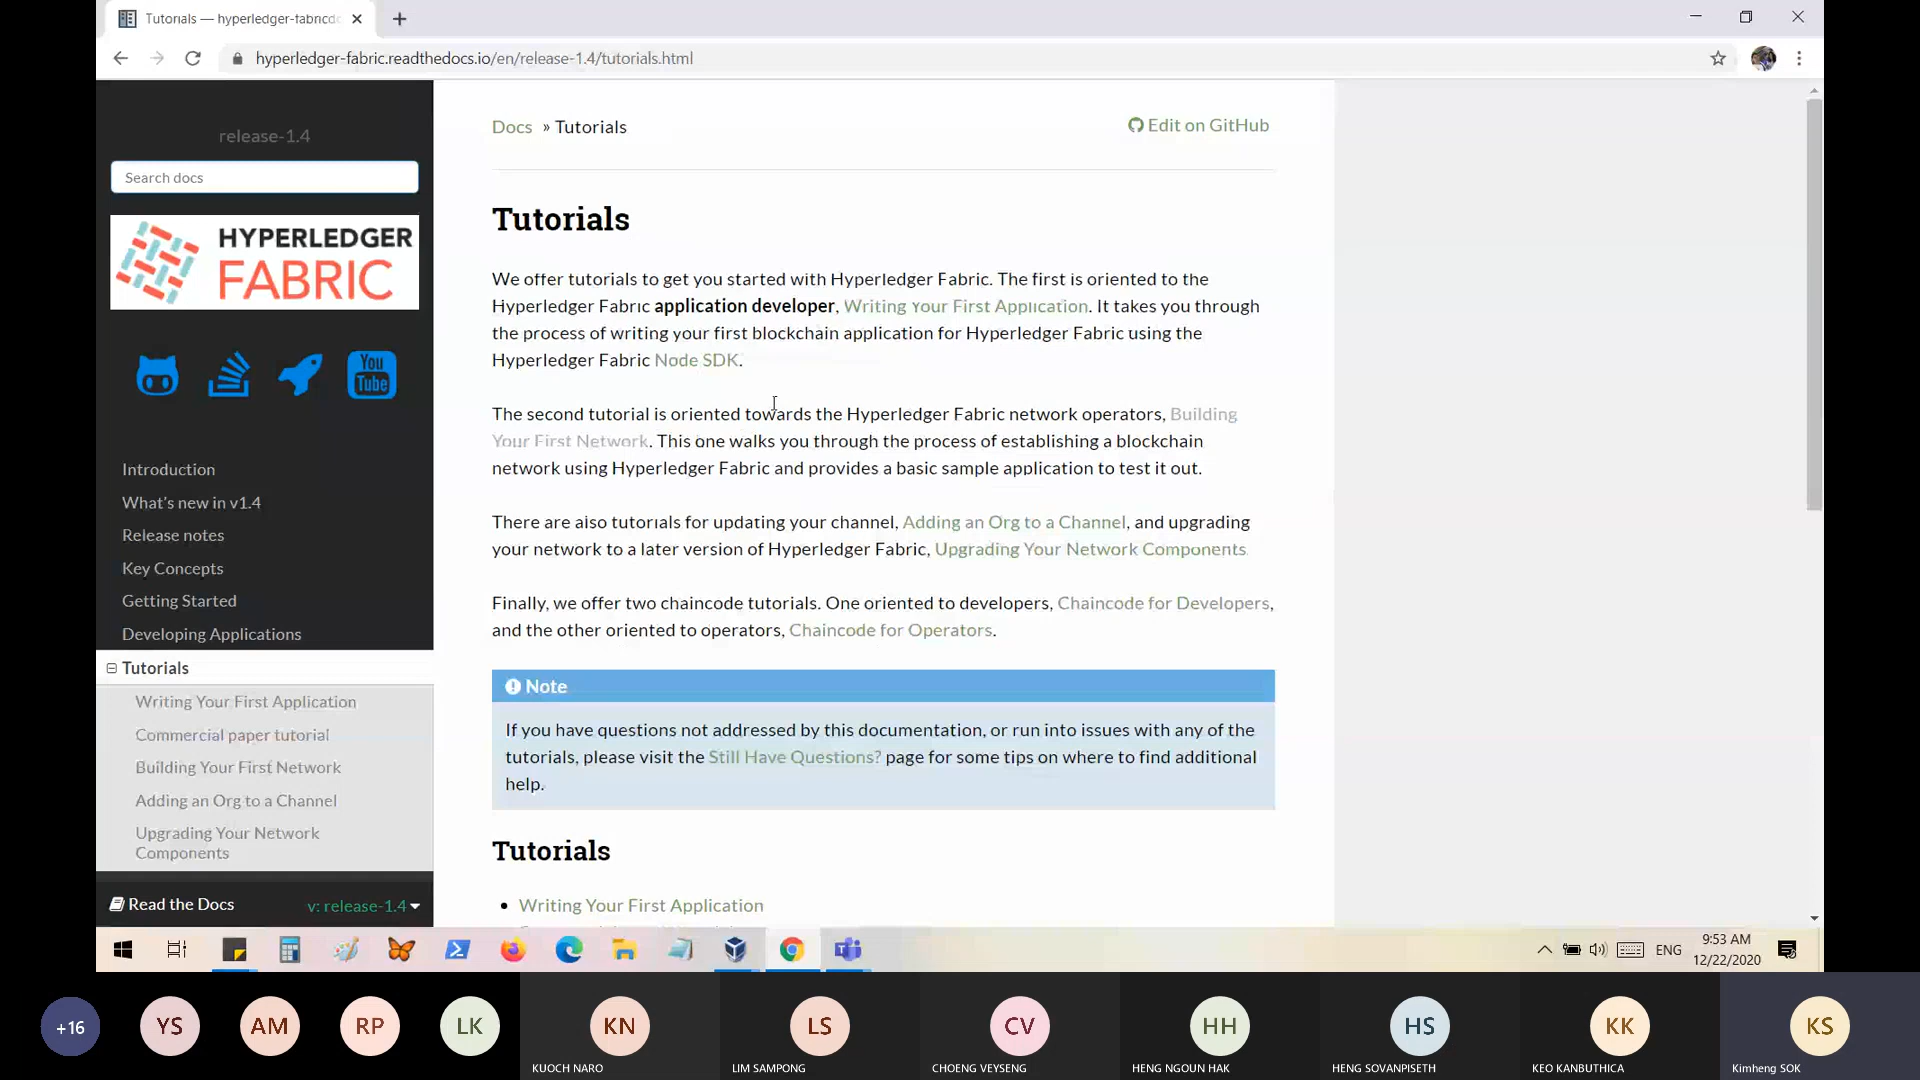 Tutorials — hyperledger-fabricdo
hyperledger-fabric.readthedocs.io/en/release-1.4/tutorials.html
release-1.4
Search docs
HYPERLEDGER
FABRIC
You
Tube
Introduction
What's new in v1.4
Release notes
Key Concepts
Getting Started
Developing Applications
Tutorials
Writing Your First Application
Commercial paper tutorial
Building Your First Network
Adding an Org to a Channel
Upgrading Your Network
Components
Read the Docs
v: release-1.4
Docs » Tutorials
Edit on GitHub
Tutorials
We offer tutorials to get you started with Hyperledger Fabric. The first is oriented to the
Hyperledger Fabric application developer, Writing Your First Application. It takes you through
the process of writing your first blockchain application for Hyperledger Fabric using the
Hyperledger Fabric Node SDK.
The second tutorial is oriented towards the Hyperledger Fabric network operators, Building
Your First Network. This one walks you through the process of establishing a blockchain
network using Hyperledger Fabric and provides a basic sample application to test it out.
There are also tutorials for updating your channel, Adding an Org to a Channel, and upgrading
your network to a later version of Hyperledger Fabric, Upgrading Your Network Components.
Finally, we offer two chaincode tutorials. One oriented to developers, Chaincode for Developers,
and the other oriented to operators, Chaincode for Operators.
Note
If you have questions not addressed by this documentation, or run into issues with any of the
tutorials, please visit the Still Have Questions? page for some tips on where to find additional
help.
Tutorials
• Writing Your First Application
ENG
9:53 AM
12/22/2020
+16
YS
AM
RP
LK
KN
LS
CV
HH
HS
KK
KS
KUOCH NARO
LIM SAMPONG
CHOENG VEYSENG
HENG NGOUN HAK
HENG SOVANPISETH
KEO KANBUTHICA
Kimheng SOK